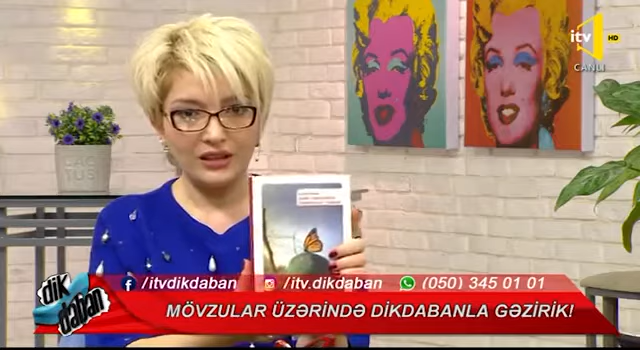 itv HD
CANLI
CACTUS
dik
daban
/itvdikdaban /itv.dikdaban (050) 345 01 01
MÖVZULAR ÜZƏRİNDƏ DİKDABANLA GƏZİRİK!